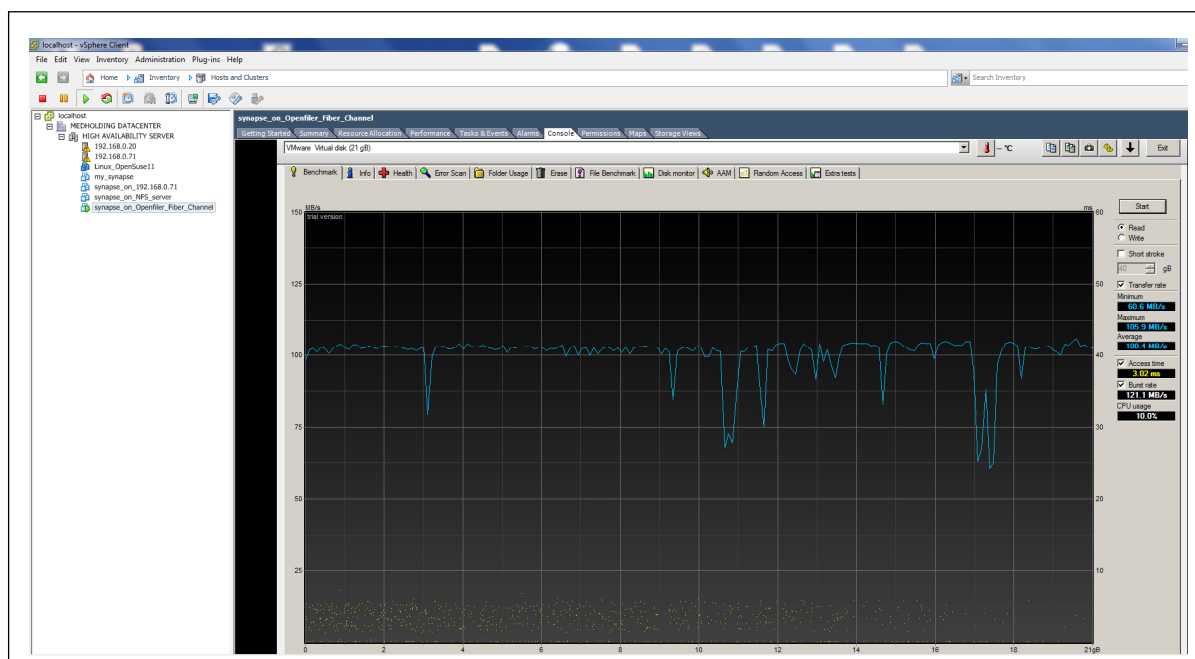 localhost - vSphere Client
File Edit View Inventory Administration Plug-ins Help
Home Inventory Hosts and Clusters
Search Inventory
localhost
MEDHOLDING DATACENTER
HIGH AVAILABILITY SERVER
192.168.0.20
192.168.0.71
Linux_OpenSuse11
my_synapse
synapse_on_192.168.0.71
synapse_on_NFS_server
synapse_on_Openfiler_Fiber_Channel
synapse_on_Openfiler_Fiber_Channel
Getting Started Summary Resource Allocation Performance Tasks & Events Alarms Console Permissions Maps Storage Views
VMware Virtual disk (21 gB)
– °C
Exit
Benchmark Info Health Error Scan Folder Usage Erase File Benchmark Disk monitor AAM Random Access Extra tests
MB/s
ms
trial version
150
125
100
75
50
25
60
50
40
30
20
10
0 2 4 6 8 10 12 14 16 18 21gB
Start
Read
Write
Short stroke
40 gB
Transfer rate
Minimum
60.6 MB/s
Maximum
105.9 MB/s
Average
100.4 MB/s
Access time
3.02 ms
Burst rate
121.1 MB/s
CPU usage
10.0%